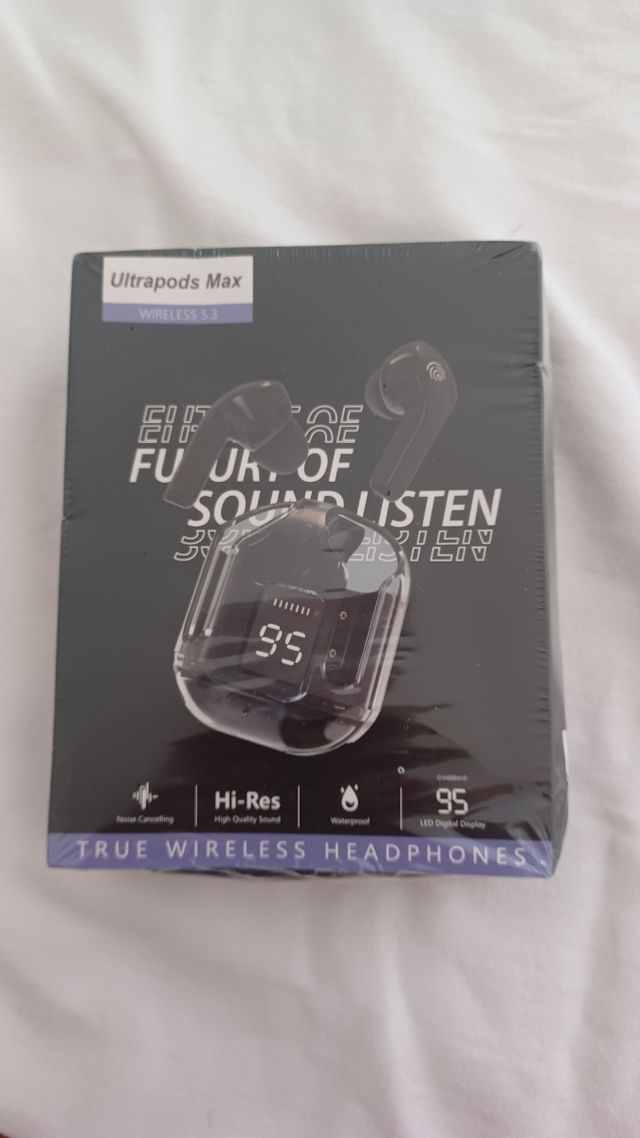 Ultrapods Max
WIRELESS 5.3
FUTURY OF
SOUND LISTEN
95
Noise Cancelling
Hi-Res
High Quality Sound
Waterproof
95
LED Digital Display
TRUE WIRELESS HEADPHONES